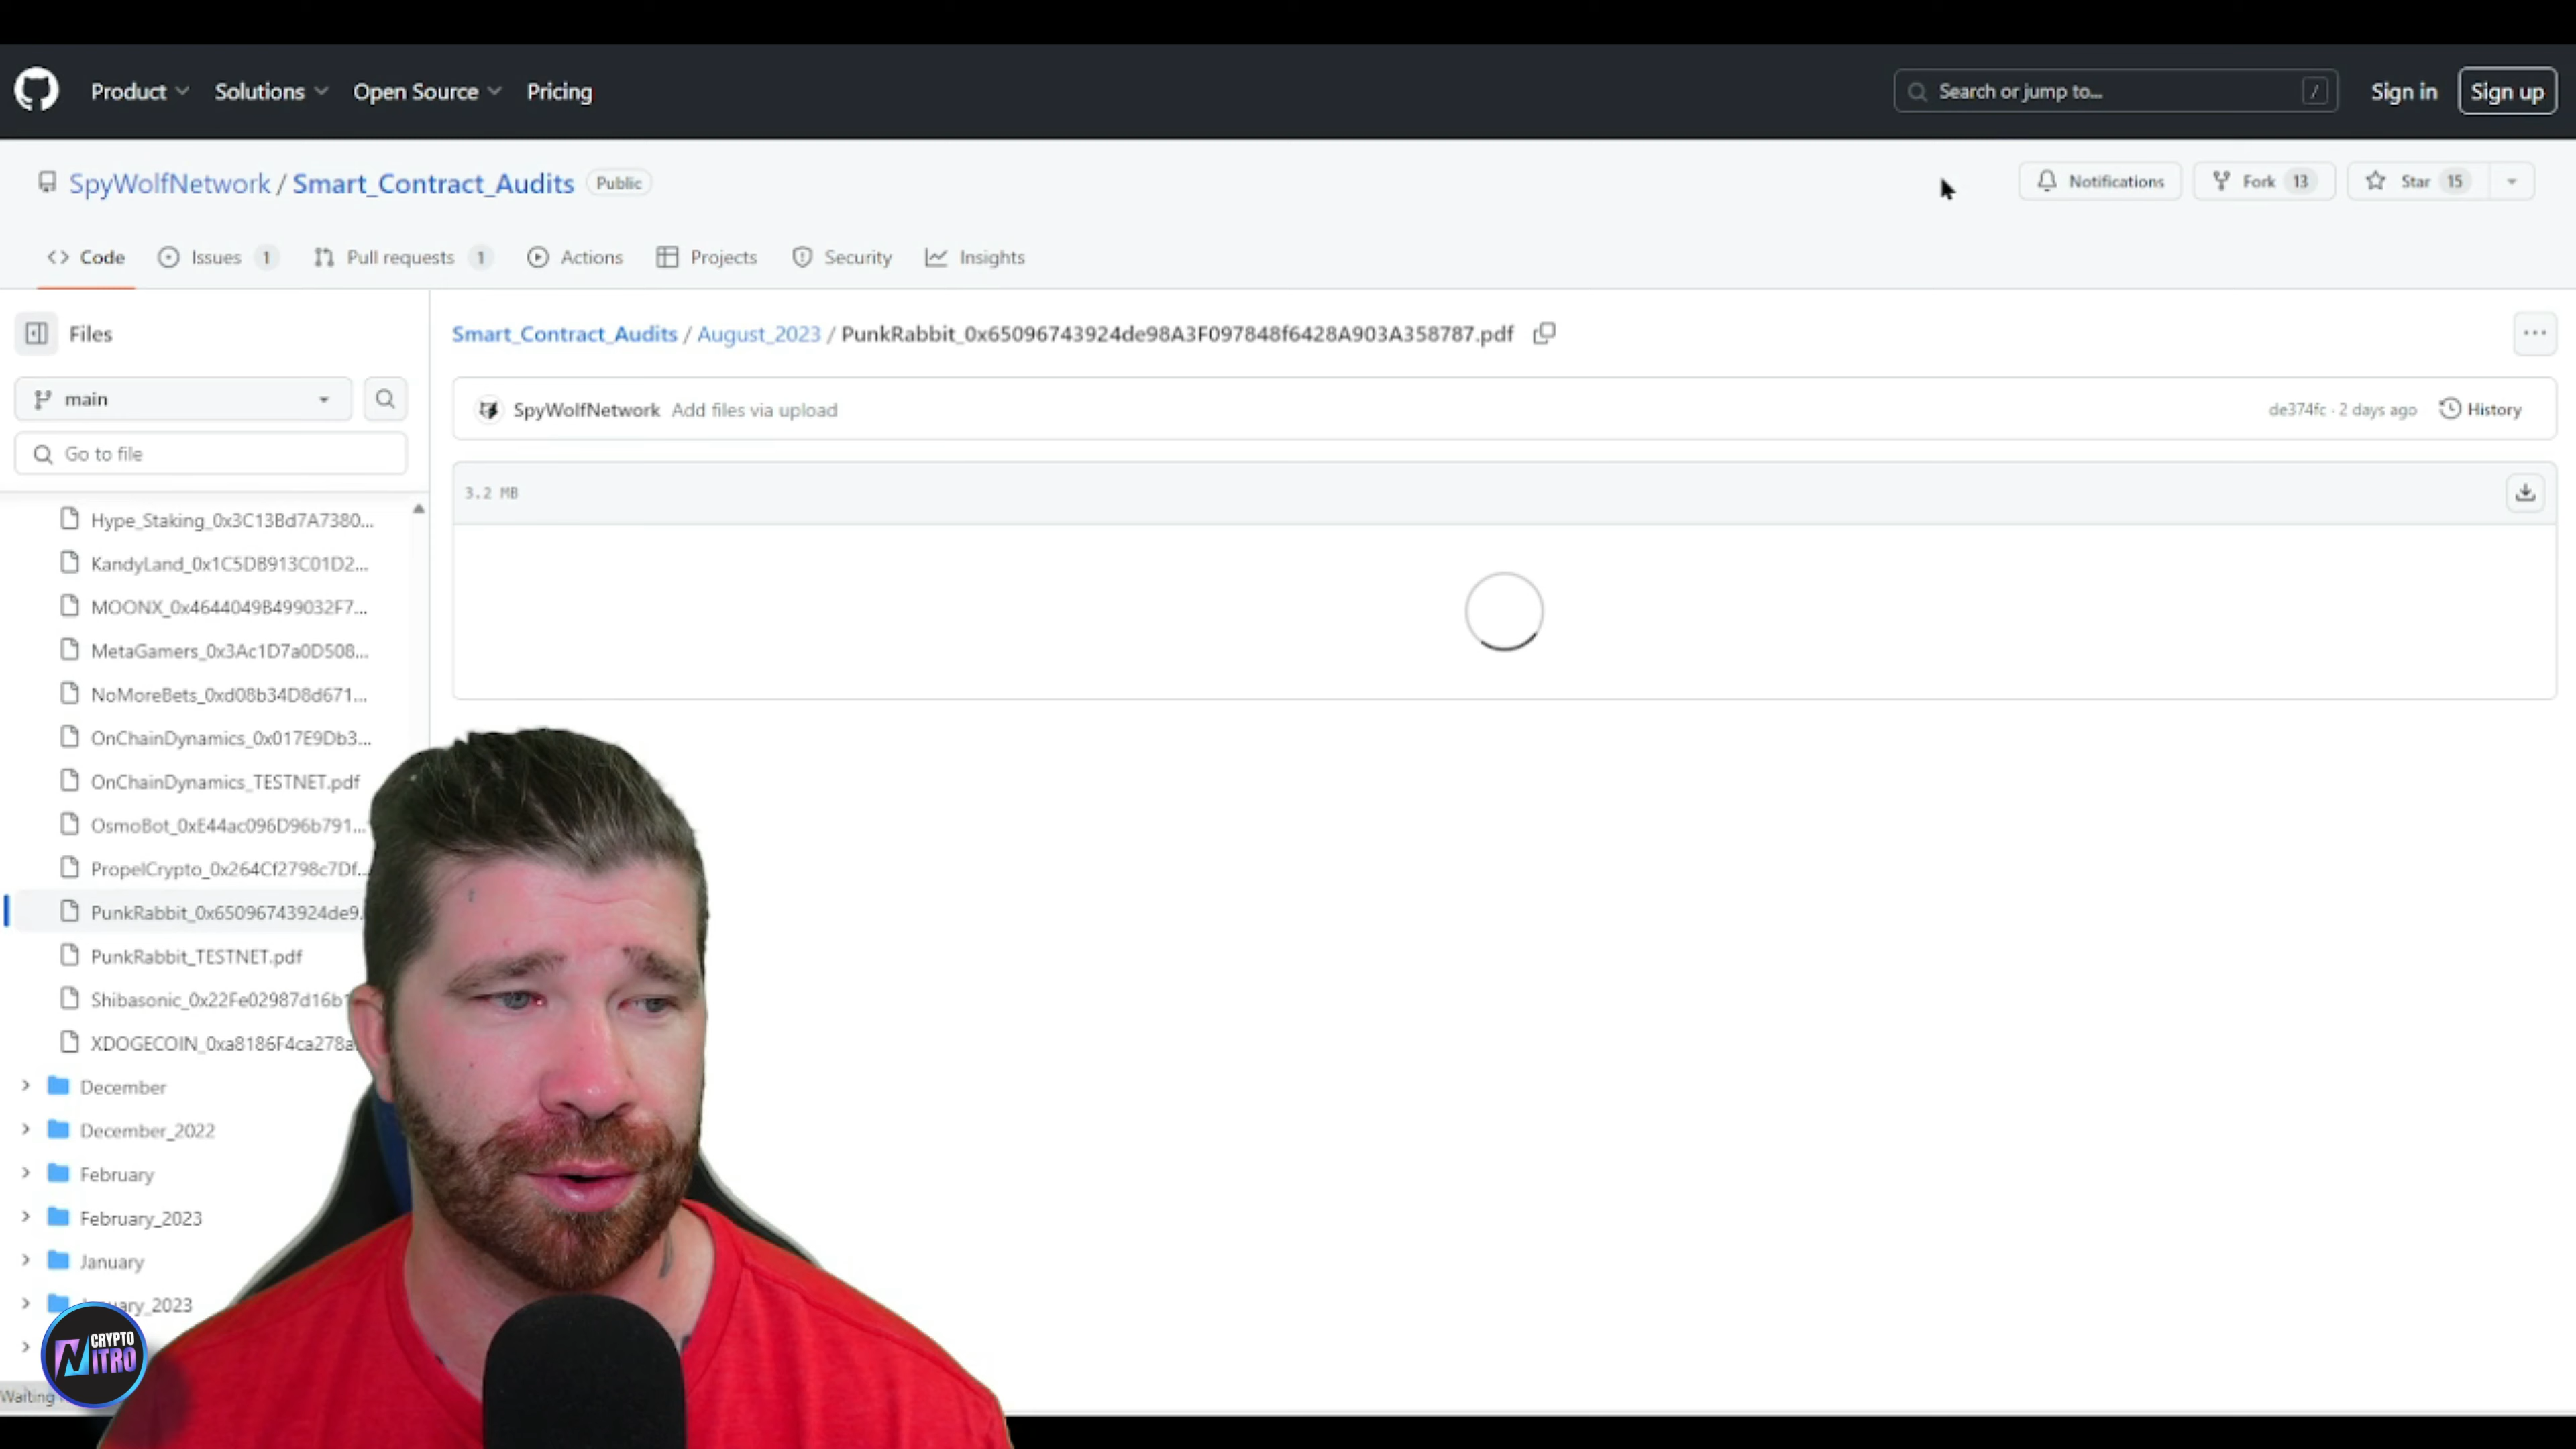 Product Solutions Open Source Pricing Search or jump to... / Sign in Sign up
SpyWolfNetwork / Smart_Contract_Audits Public Notifications Fork 13 Star 15
Code Issues 1 Pull requests 1 Actions Projects Security Insights
Files
Smart_Contract_Audits / August_2023 / PunkRabbit_0x65096743924de98A3F097848f6428A903A358787.pdf
main
SpyWolfNetwork Add files via upload de374fc · 2 days ago History
Go to file
3.2 MB
Hype_Staking_0x3C13Bd7A7380...
KandyLand_0x1C5D8913C01D2...
MOONX_0x4644049B499032F7...
MetaGamers_0x3Ac1D7a0D508...
NoMoreBets_0xd08b34D8d671...
OnChainDynamics_0x017E9Db3...
OnChainDynamics_TESTNET.pdf
OsmoBot_0xE44ac096D96b791...
PropelCrypto_0x264Cf2798c7Df...
PunkRabbit_0x65096743924de9.
PunkRabbit_TESTNET.pdf
Shibasonic_0x22Fe02987d16b1
XDOGECOIN_0xa8186F4ca278a
December
December_2022
February
February_2023
January
_2023
CRYPTO
NITRO
Waiting